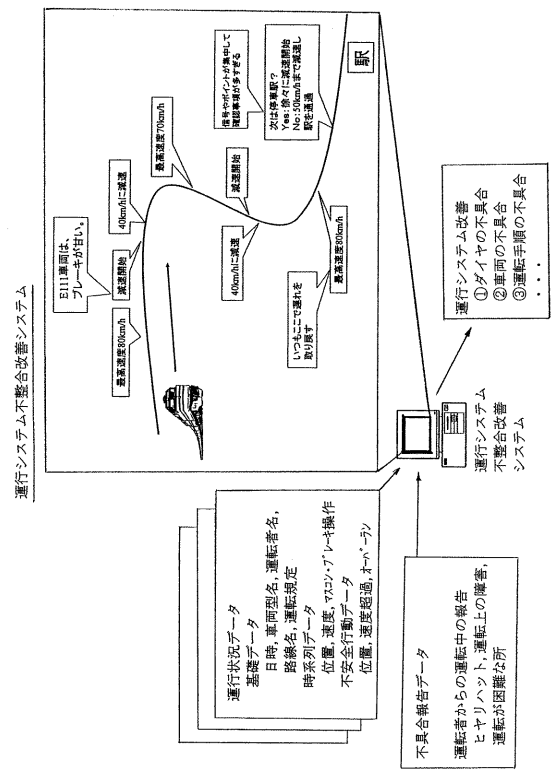 運行システム不整合改善システム
E111車両は、
ブレーキが甘い。
最高速度80km/h
減速開始
40km/hに減速
最高速度70km/h
減速開始
40km/hに減速
いつもここで遅れを
取り戻す
最高速度80km/h
信号やポイントが集中して
確認事項が多すぎる
次は停車駅?
Yes:徐々に減速開始
No:50km/hまで減速し
駅を通過
駅
運行状況データ
基礎データ
日時,車両型名,運転者名,
路線名,運転規定
時系列データ
位置,速度,マスコン・ブレーキ操作
不安全行動データ
位置,速度超過,オーバーラン
不具合報告データ
運転者からの運転中の報告
ヒヤリハット,運転上の障害,
運転が困難な所
運行システム
不整合改善
システム
運行システム改善
①ダイヤの不具合
②車両の不具合
③運転手順の不具合
・・・・